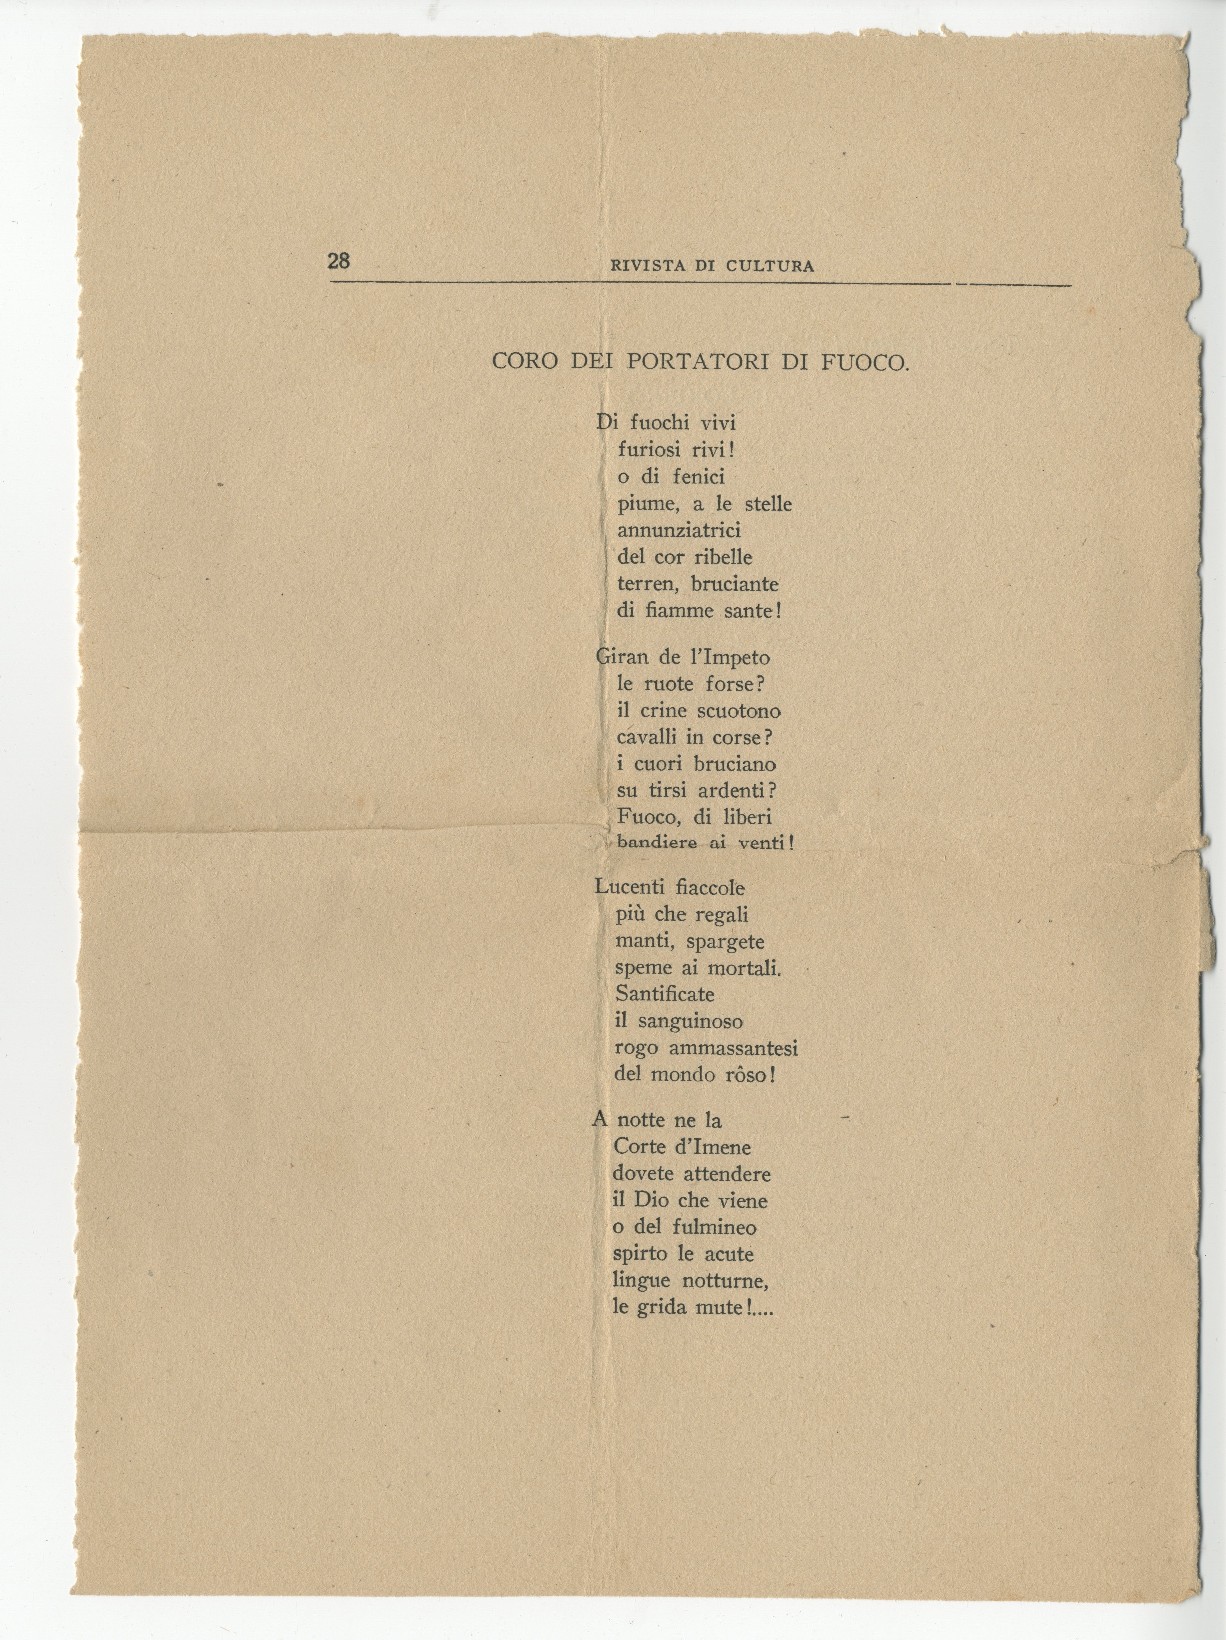 28
RIVISTA DI CULTURA
CORO DEI PORTATORI DI FUOCO.
Di fuochi vivi
furiosi rivi!
o di fenici
piume, a le stelle
annunziatrici
del cor ribelle
terren, bruciante
di fiamme sante!
Giran de l'Impeto
le ruote forse?
il crine scuotono
cavalli in corse?
i cuori bruciano
su tirsi ardenti?
Fuoco, di liberi
bandiere ai venti!
Lucenti fiaccole
più che regali
manti, spargete
speme ai mortali.
Santificate
il sanguinoso
rogo ammassantesi
del mondo rôso!
A notte ne la
Corte d'Imene
dovete attendere
il Dio che viene
o del fulmineo
spirto le acute
lingue notturne,
le grida mute!....